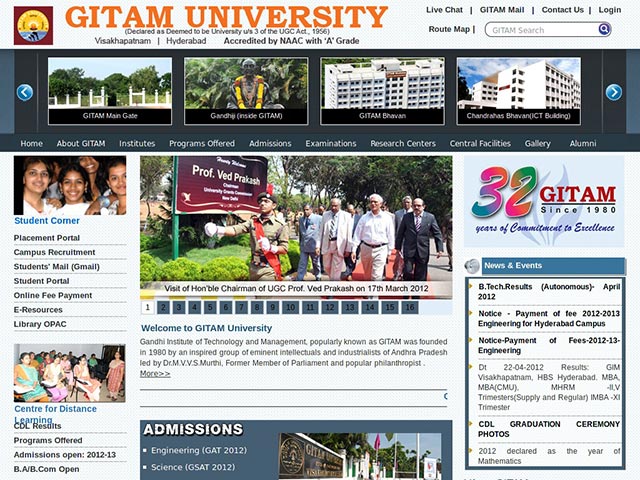 GITAM UNIVERSITY
(Declared as Deemed to be University u/s 3 of the UGC Act., 1956)
Visakhapatnam | Hyderabad Accredited by NAAC with 'A' Grade
Live Chat | GITAM Mail | Contact Us | Login
Route Map | GITAM Search
GITAM Main Gate
Gandhiji (inside GITAM)
GITAM Bhavan
Chandrahas Bhavan(ICT Building)
Home About GITAM Institutes Programs Offered Admissions Examinations Research Centers Central Facilities Gallery Alumni
Student Corner
Placement Portal
Campus Recruitment
Students' Mail (Gmail)
Student Portal
Online Fee Payment
E-Resources
Library OPAC
Centre for Distance
Learning
CDL Results
Programs Offered
Admissions open: 2012-13
B.A/B.Com Open
Hearty Welcome to
Prof. Ved Prakash
Chairman
University Grants Commission
New Delhi
Visit of Hon'ble Chairman of UGC Prof. Ved Prakash on 17th March 2012
1 2 3 4 5 6 7 8 9 10 11 12 13 14 15 16
Welcome to GITAM University
Gandhi Institute of Technology and Management, popularly known as GITAM was founded
in 1980 by an inspired group of eminent intellectuals and industrialists of Andhra Pradesh
led by Dr.M.V.V.S.Murthi, Former Member of Parliament and popular philanthropist .
More>>
ADMISSIONS
Engineering (GAT 2012)
Science (GSAT 2012)
32 GITAM
Since 1980
years of Commitment to Excellence
News & Events
B.Tech.Results (Autonomous)- April
2012
Notice - Payment of fee 2012-2013
Engineering for Hyderabad Campus
Notice-Payment of Fees-2012-13-
Engineering
Dt 22-04-2012 Results: GIM
Visakhapatnam, HBS Hyderabad. MBA,
MBA(CMU), MHRM -II,V
Trimesters(Supply and Regular) IMBA -XI
Trimester
CDL GRADUATION CEREMONY
PHOTOS
2012 declared as the year of
Mathematics